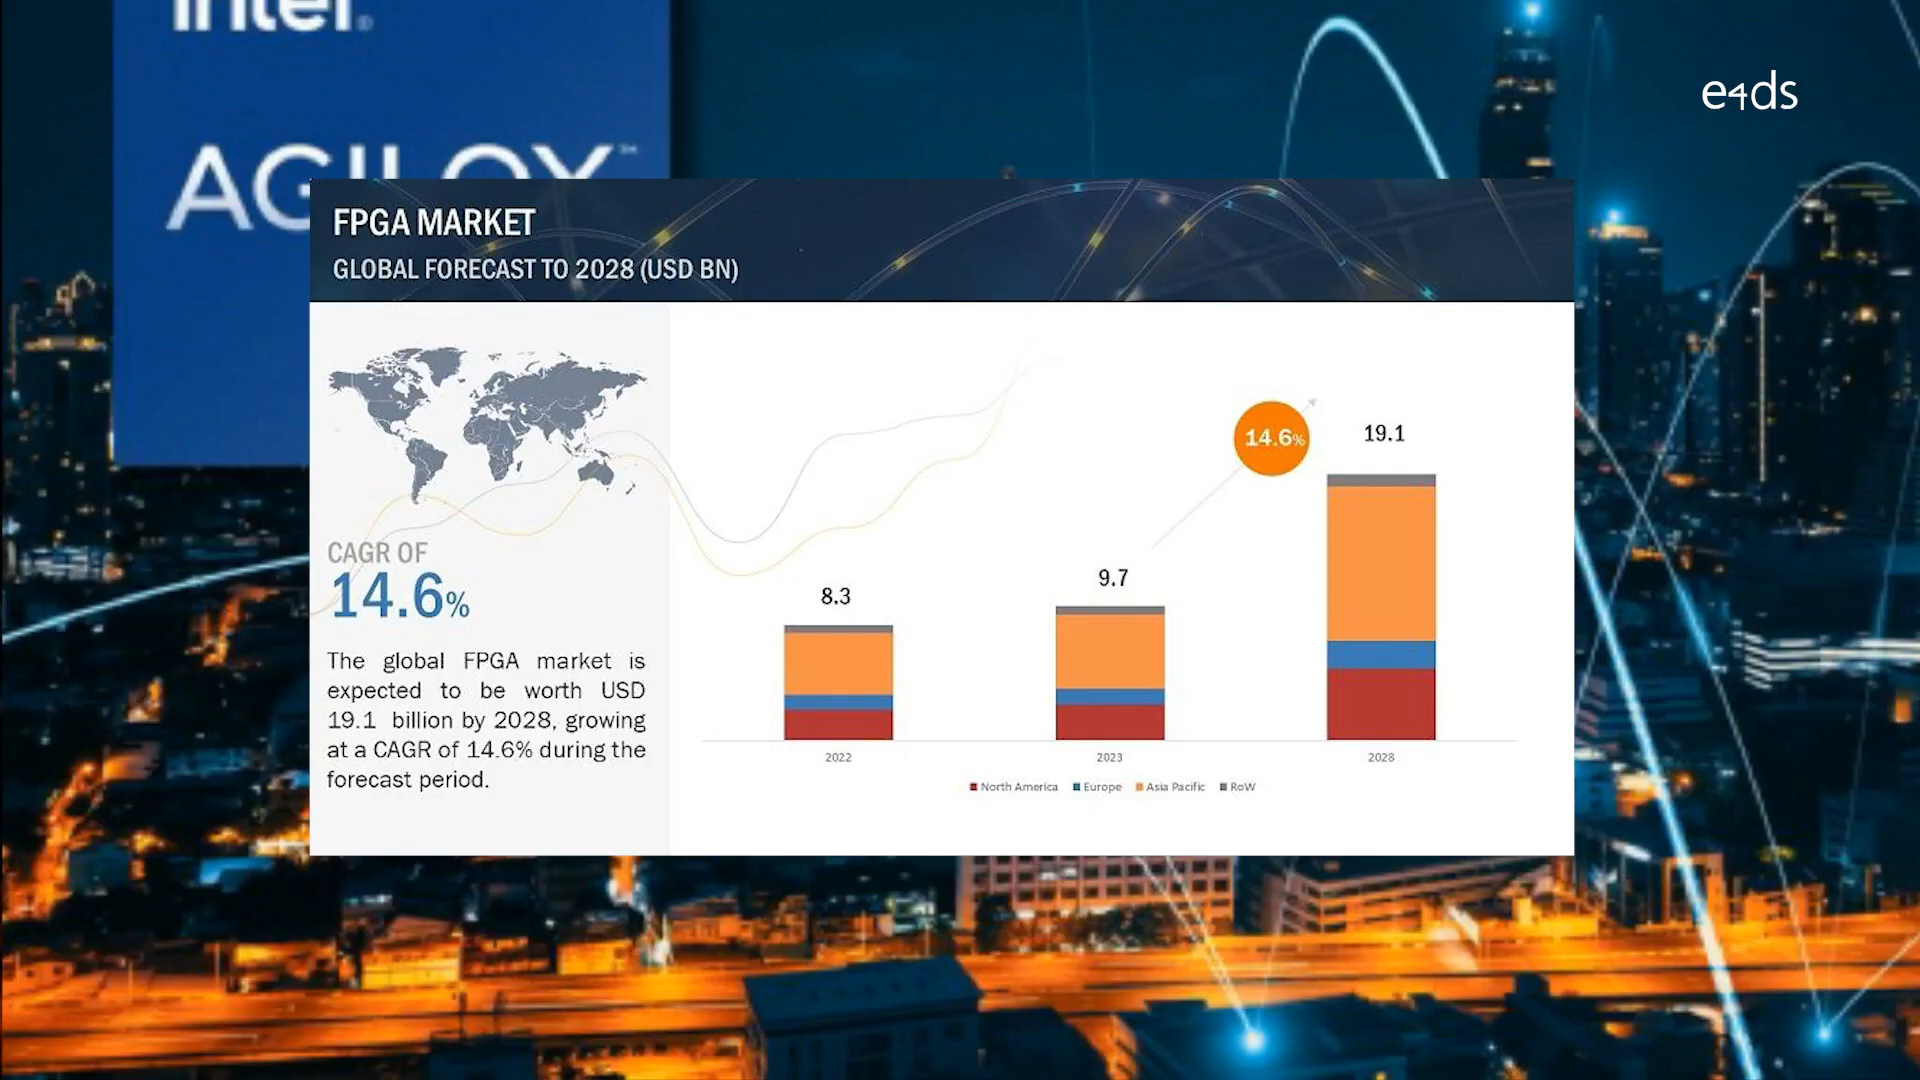 intel®
e4ds
FPGA MARKET
GLOBAL FORECAST TO 2028 (USD BN)
CAGR OF
14.6%
The global FPGA market is
expected to be worth USD
19.1 billion by 2028, growing
at a CAGR of 14.6% during the
forecast period.
14.6%
19.1
9.7
8.3
2022
2023
2028
North America
Europe
Asia Pacific
RoW